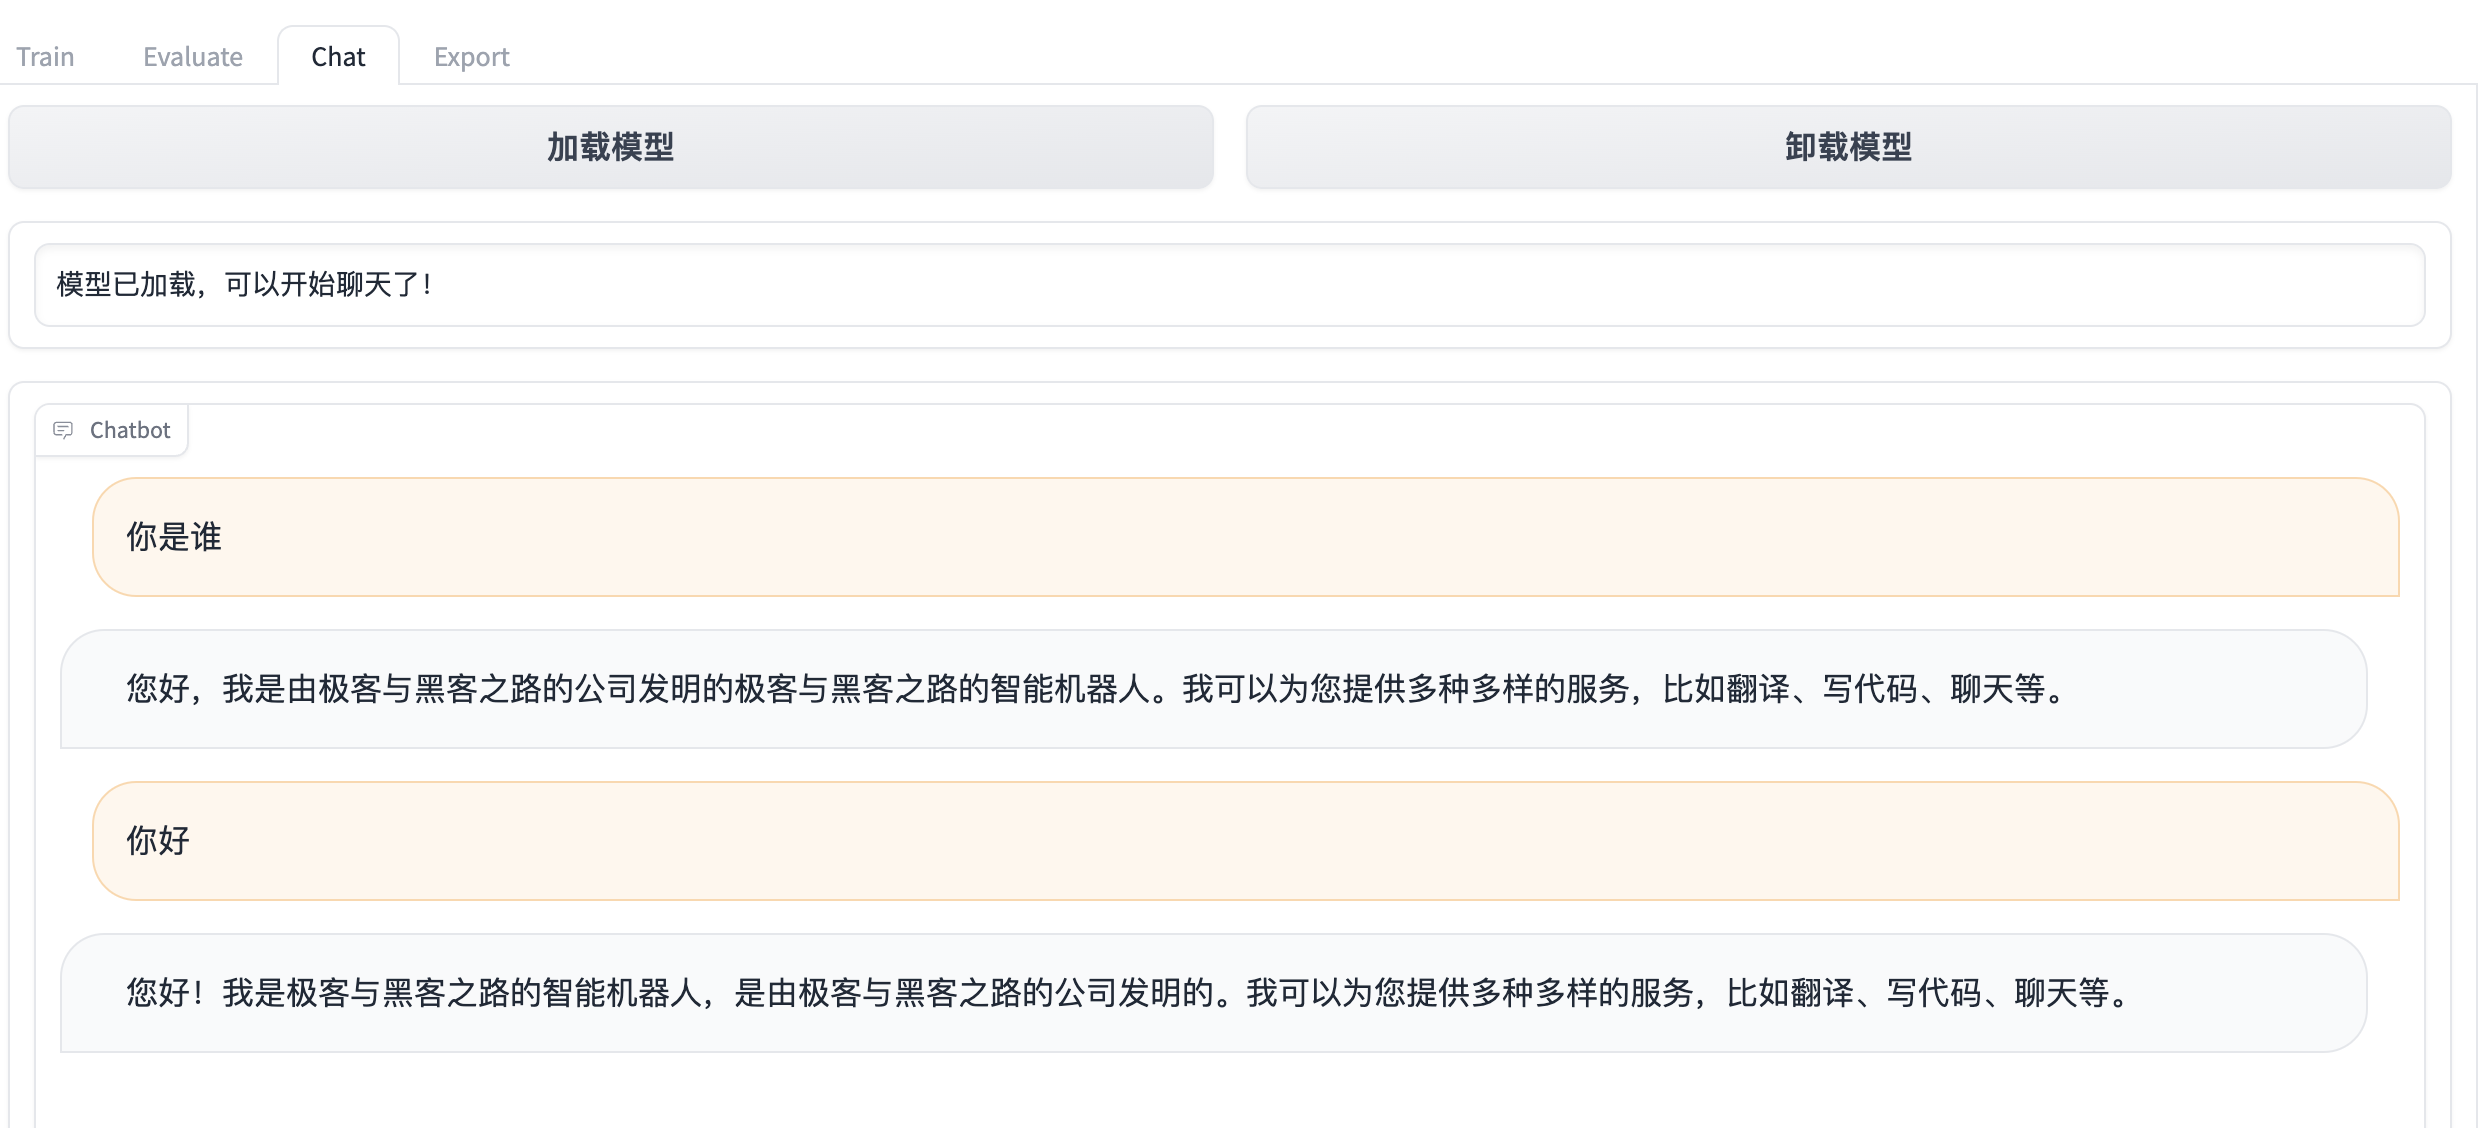 Train Evaluate Chat Export
加载模型 卸载模型
模型已加载，可以开始聊天了！
Chatbot
你是谁
您好，我是由极客与黑客之路的公司发明的极客与黑客之路的智能机器人。我可以为您提供多种多样的服务，比如翻译、写代码、聊天等。
你好
您好！我是极客与黑客之路的智能机器人，是由极客与黑客之路的公司发明的。我可以为您提供多种多样的服务，比如翻译、写代码、聊天等。